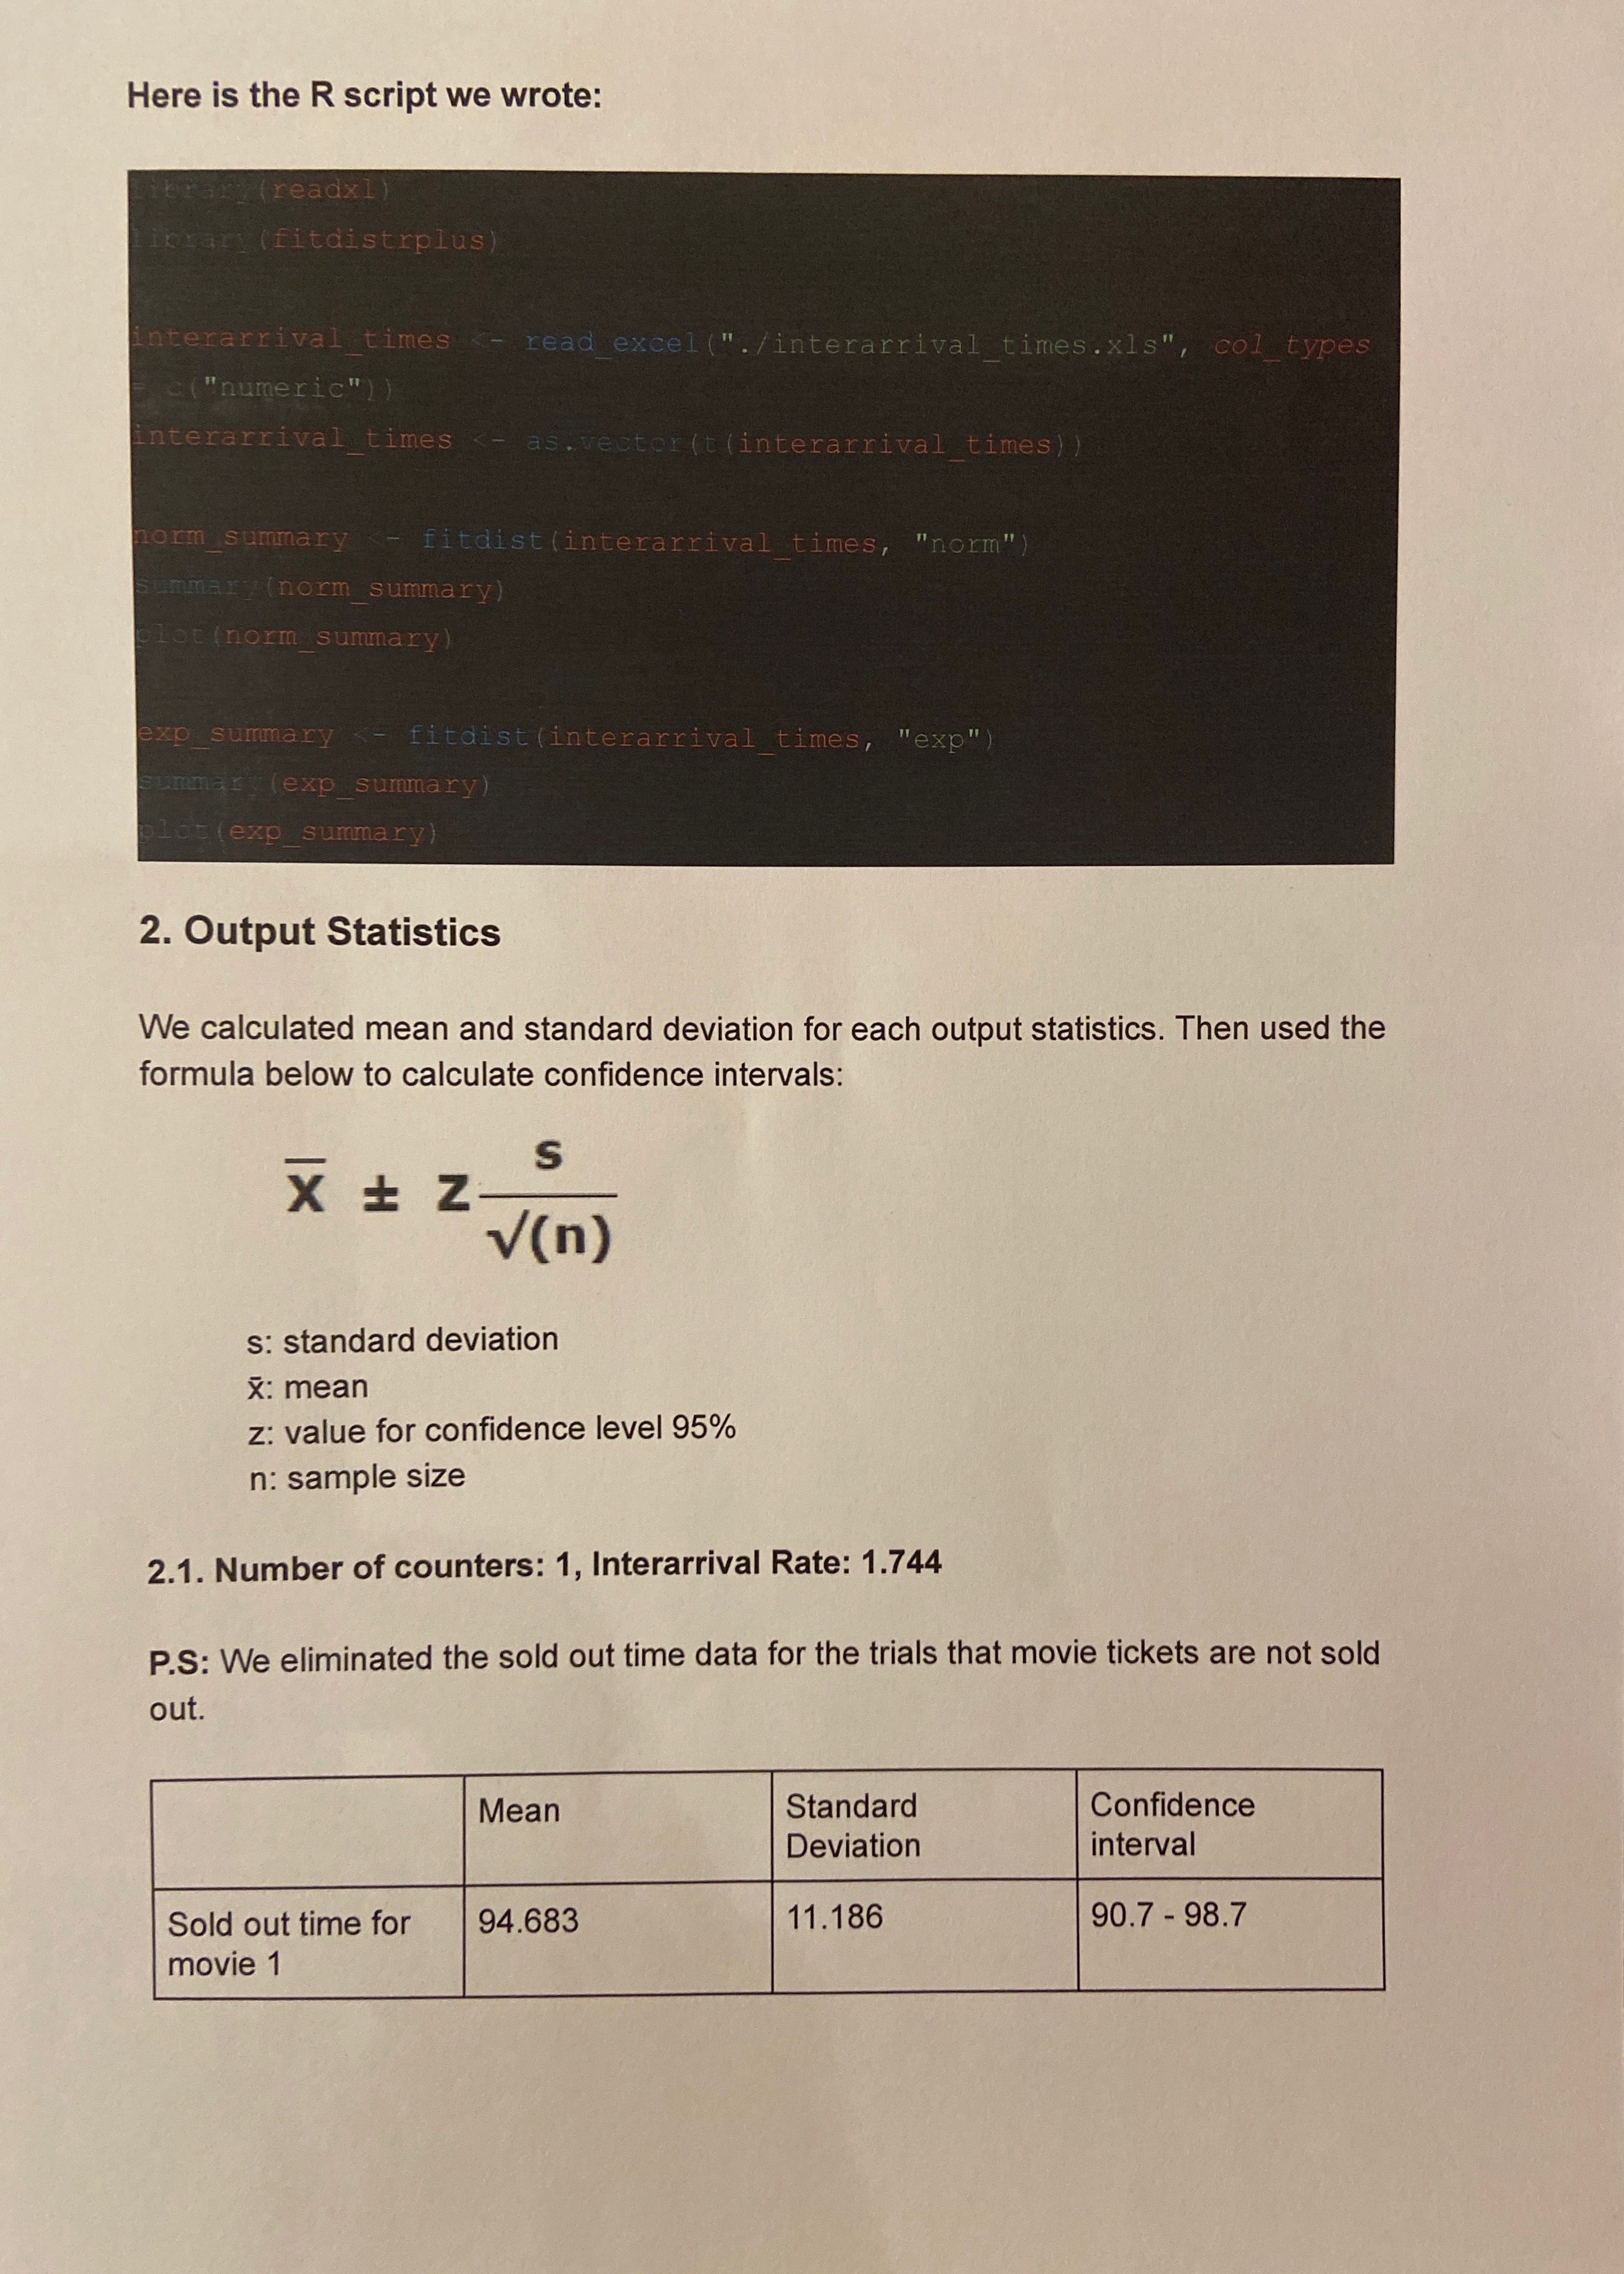 Here is the R script we wrote:
library(readxl)
library(fitdistrplus)
interarrival_times <- read_excel("./interarrival_times.xls", col_types
= c("numeric"))
interarrival_times <- as.vector(t(interarrival_times))
norm_summary <- fitdist(interarrival_times, "norm")
summary(norm_summary)
plot(norm_summary)
exp_summary <- fitdist(interarrival_times, "exp")
summary(exp_summary)
plot(exp_summary)
2. Output Statistics
We calculated mean and standard deviation for each output statistics. Then used the
formula below to calculate confidence intervals:
s
x̄ ± z
√(n)
s: standard deviation
x̄: mean
z: value for confidence level 95%
n: sample size
2.1. Number of counters: 1, Interarrival Rate: 1.744
P.S: We eliminated the sold out time data for the trials that movie tickets are not sold
out.
Mean
Standard
Deviation
Confidence
interval
Sold out time for
movie 1
94.683
11.186
90.7 - 98.7